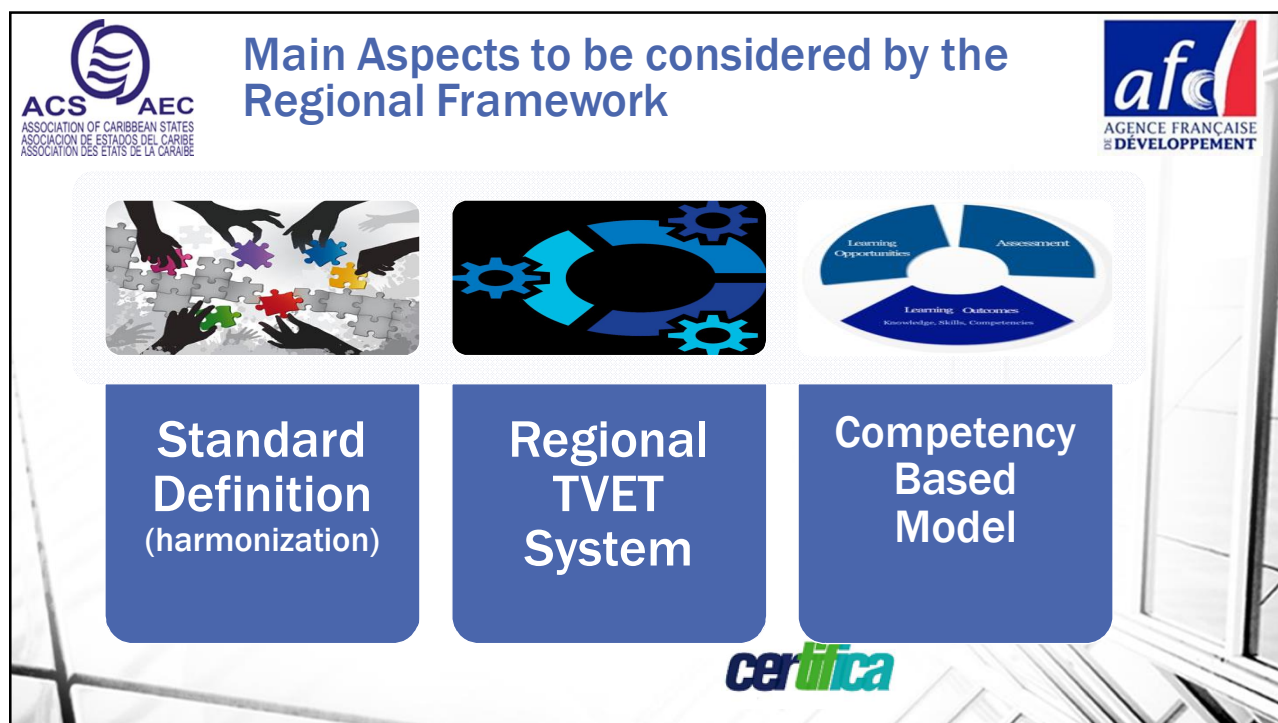 ACS AEC
ASSOCIATION OF CARIBBEAN STATES
ASOCIACION DE ESTADOS DEL CARIBE
ASSOCIATION DES ETATS DE LA CARAIBE
Main Aspects to be considered by the
Regional Framework
afd
AGENCE FRANÇAISE
DE DÉVELOPPEMENT
Learning
Opportunities
Assessment
Learning Outcomes
Knowledge, Skills, Competencies
Standard
Definition
(harmonization)
Regional
TVET
System
Competency
Based
Model
certifica